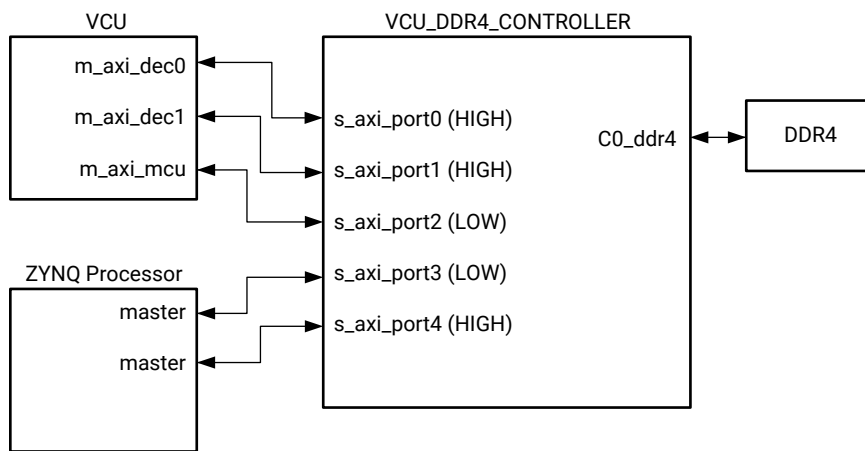 VCU
m_axi_dec0
m_axi_dec1
m_axi_mcu
VCU_DDR4_CONTROLLER
s_axi_port0 (HIGH)
s_axi_port1 (HIGH)
s_axi_port2 (LOW)
s_axi_port3 (LOW)
s_axi_port4 (HIGH)
C0_ddr4
DDR4
ZYNQ Processor
master
master